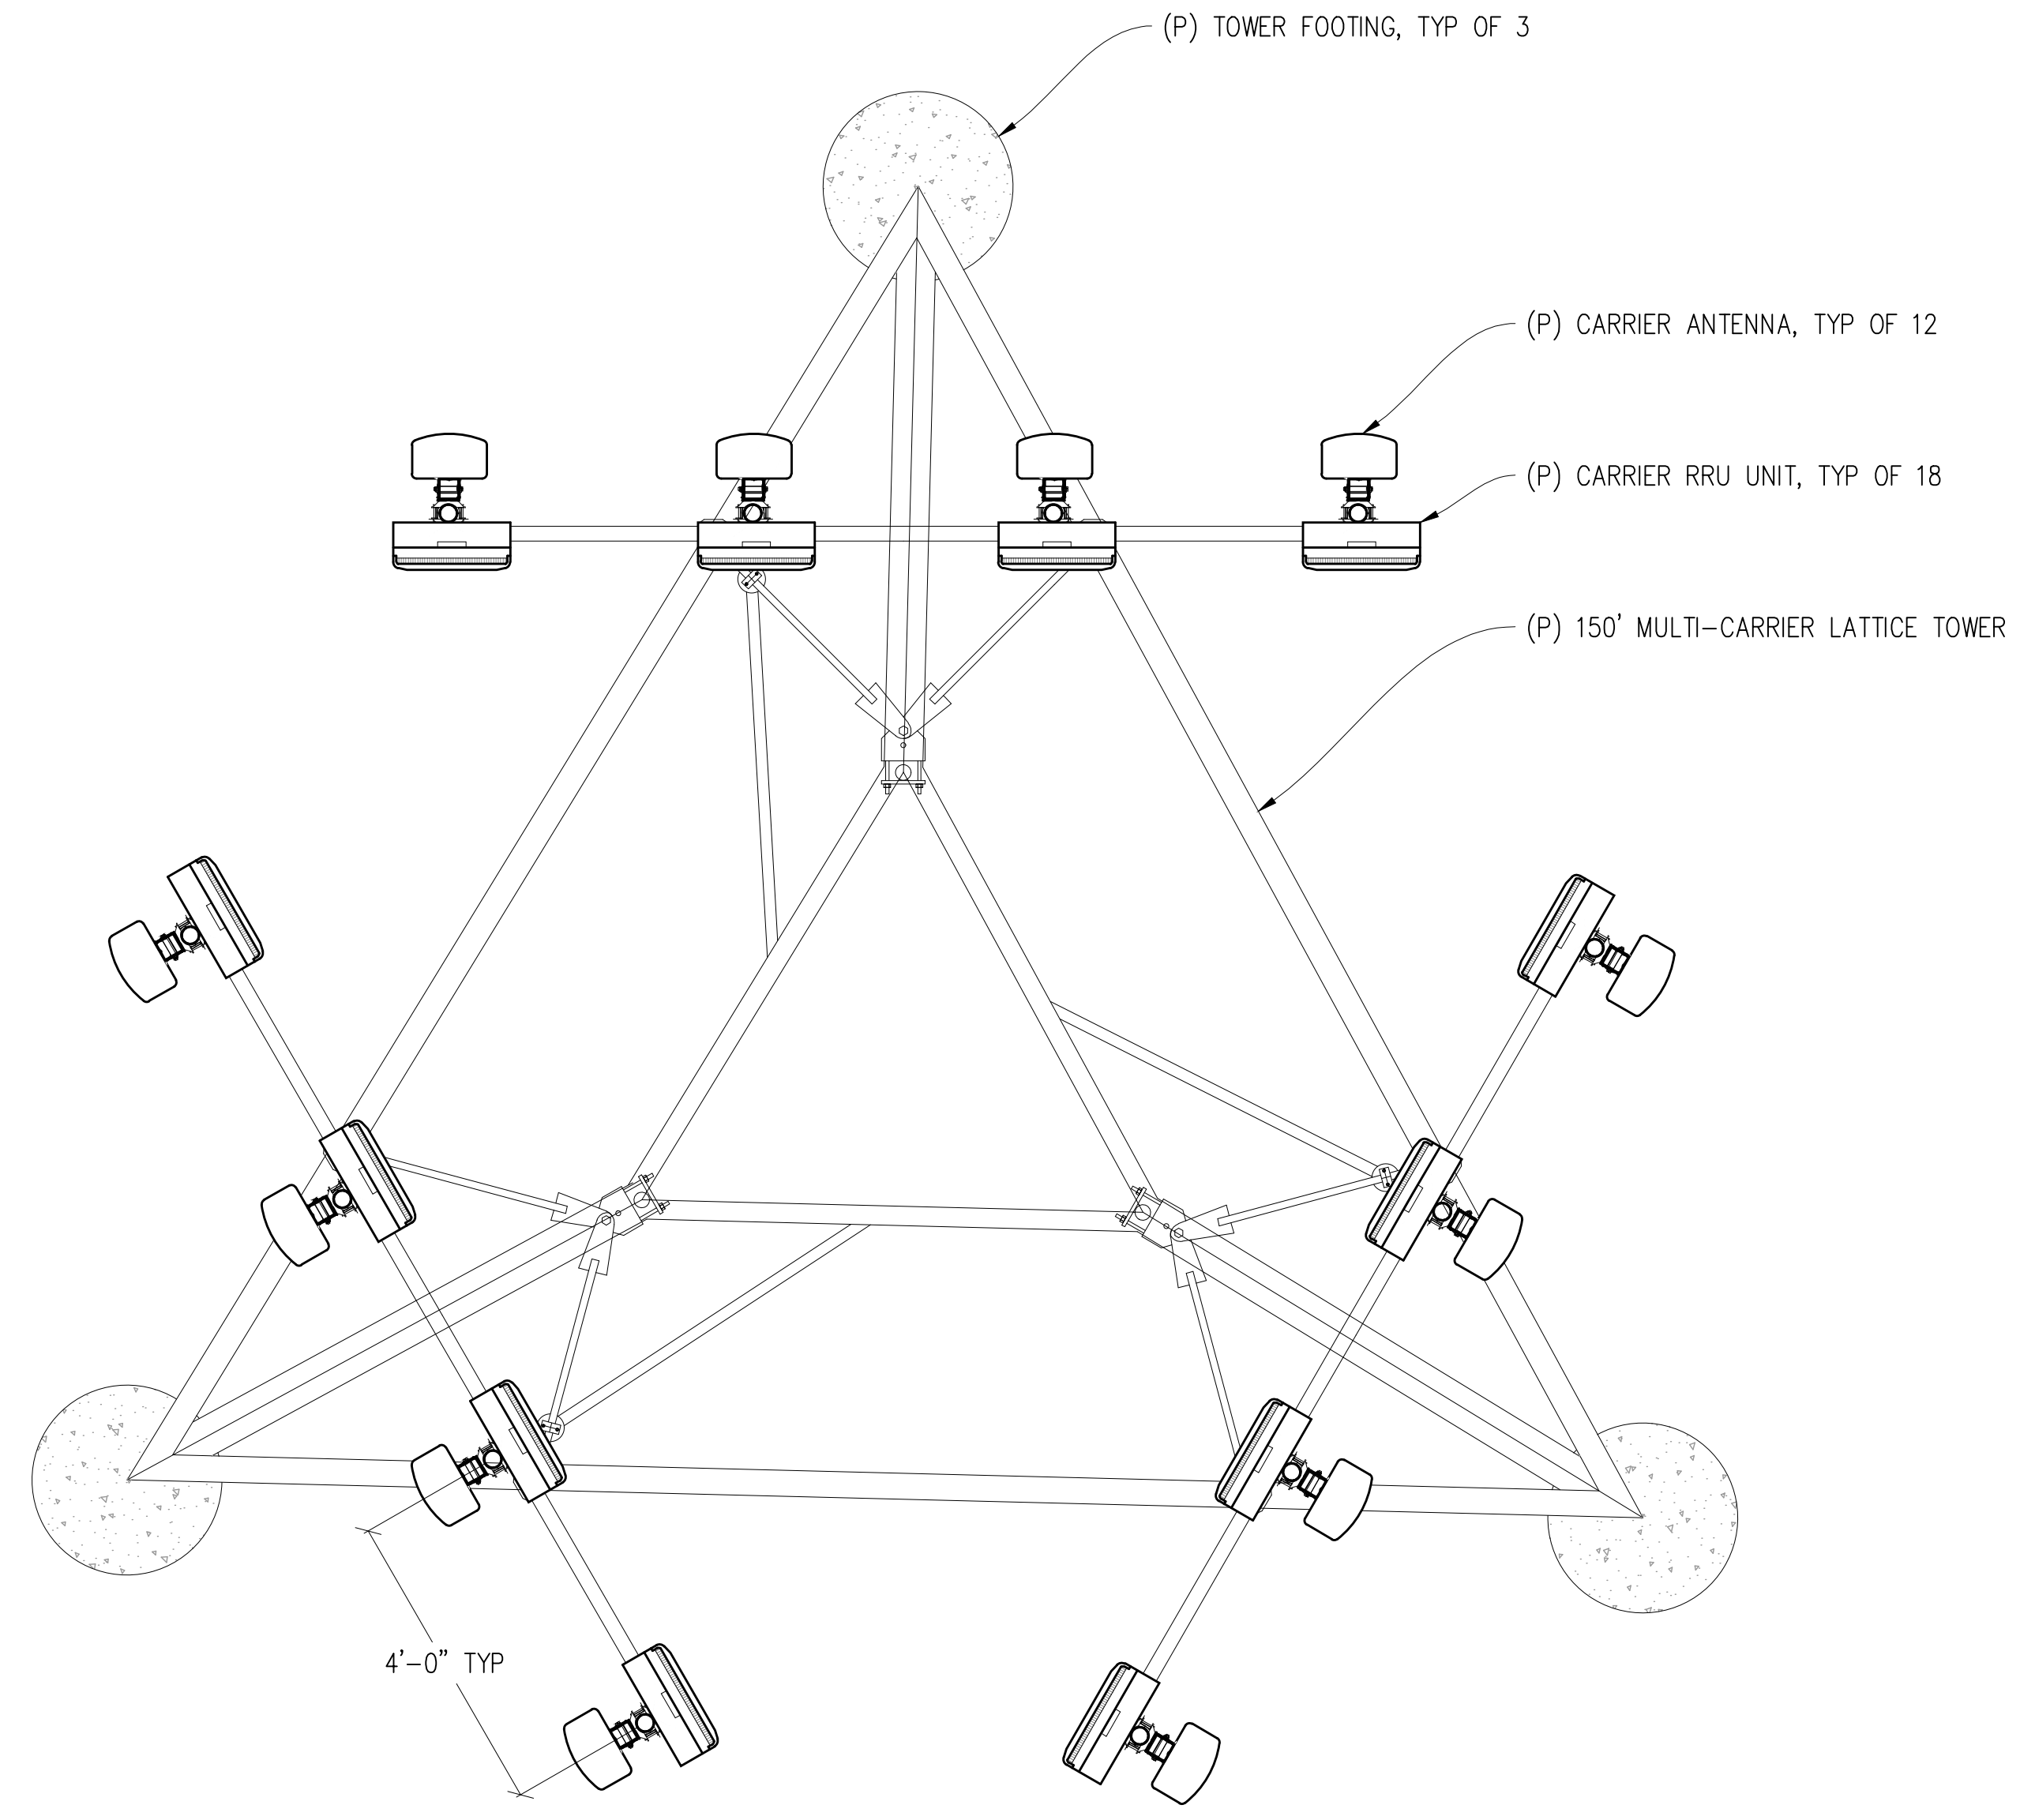 (P) TOWER FOOTING, TYP OF 3
(P) CARRIER ANTENNA, TYP OF 12
(P) CARRIER RRU UNIT, TYP OF 18
(P) 150' MULTI-CARRIER LATTICE TOWER
4'-0" TYP